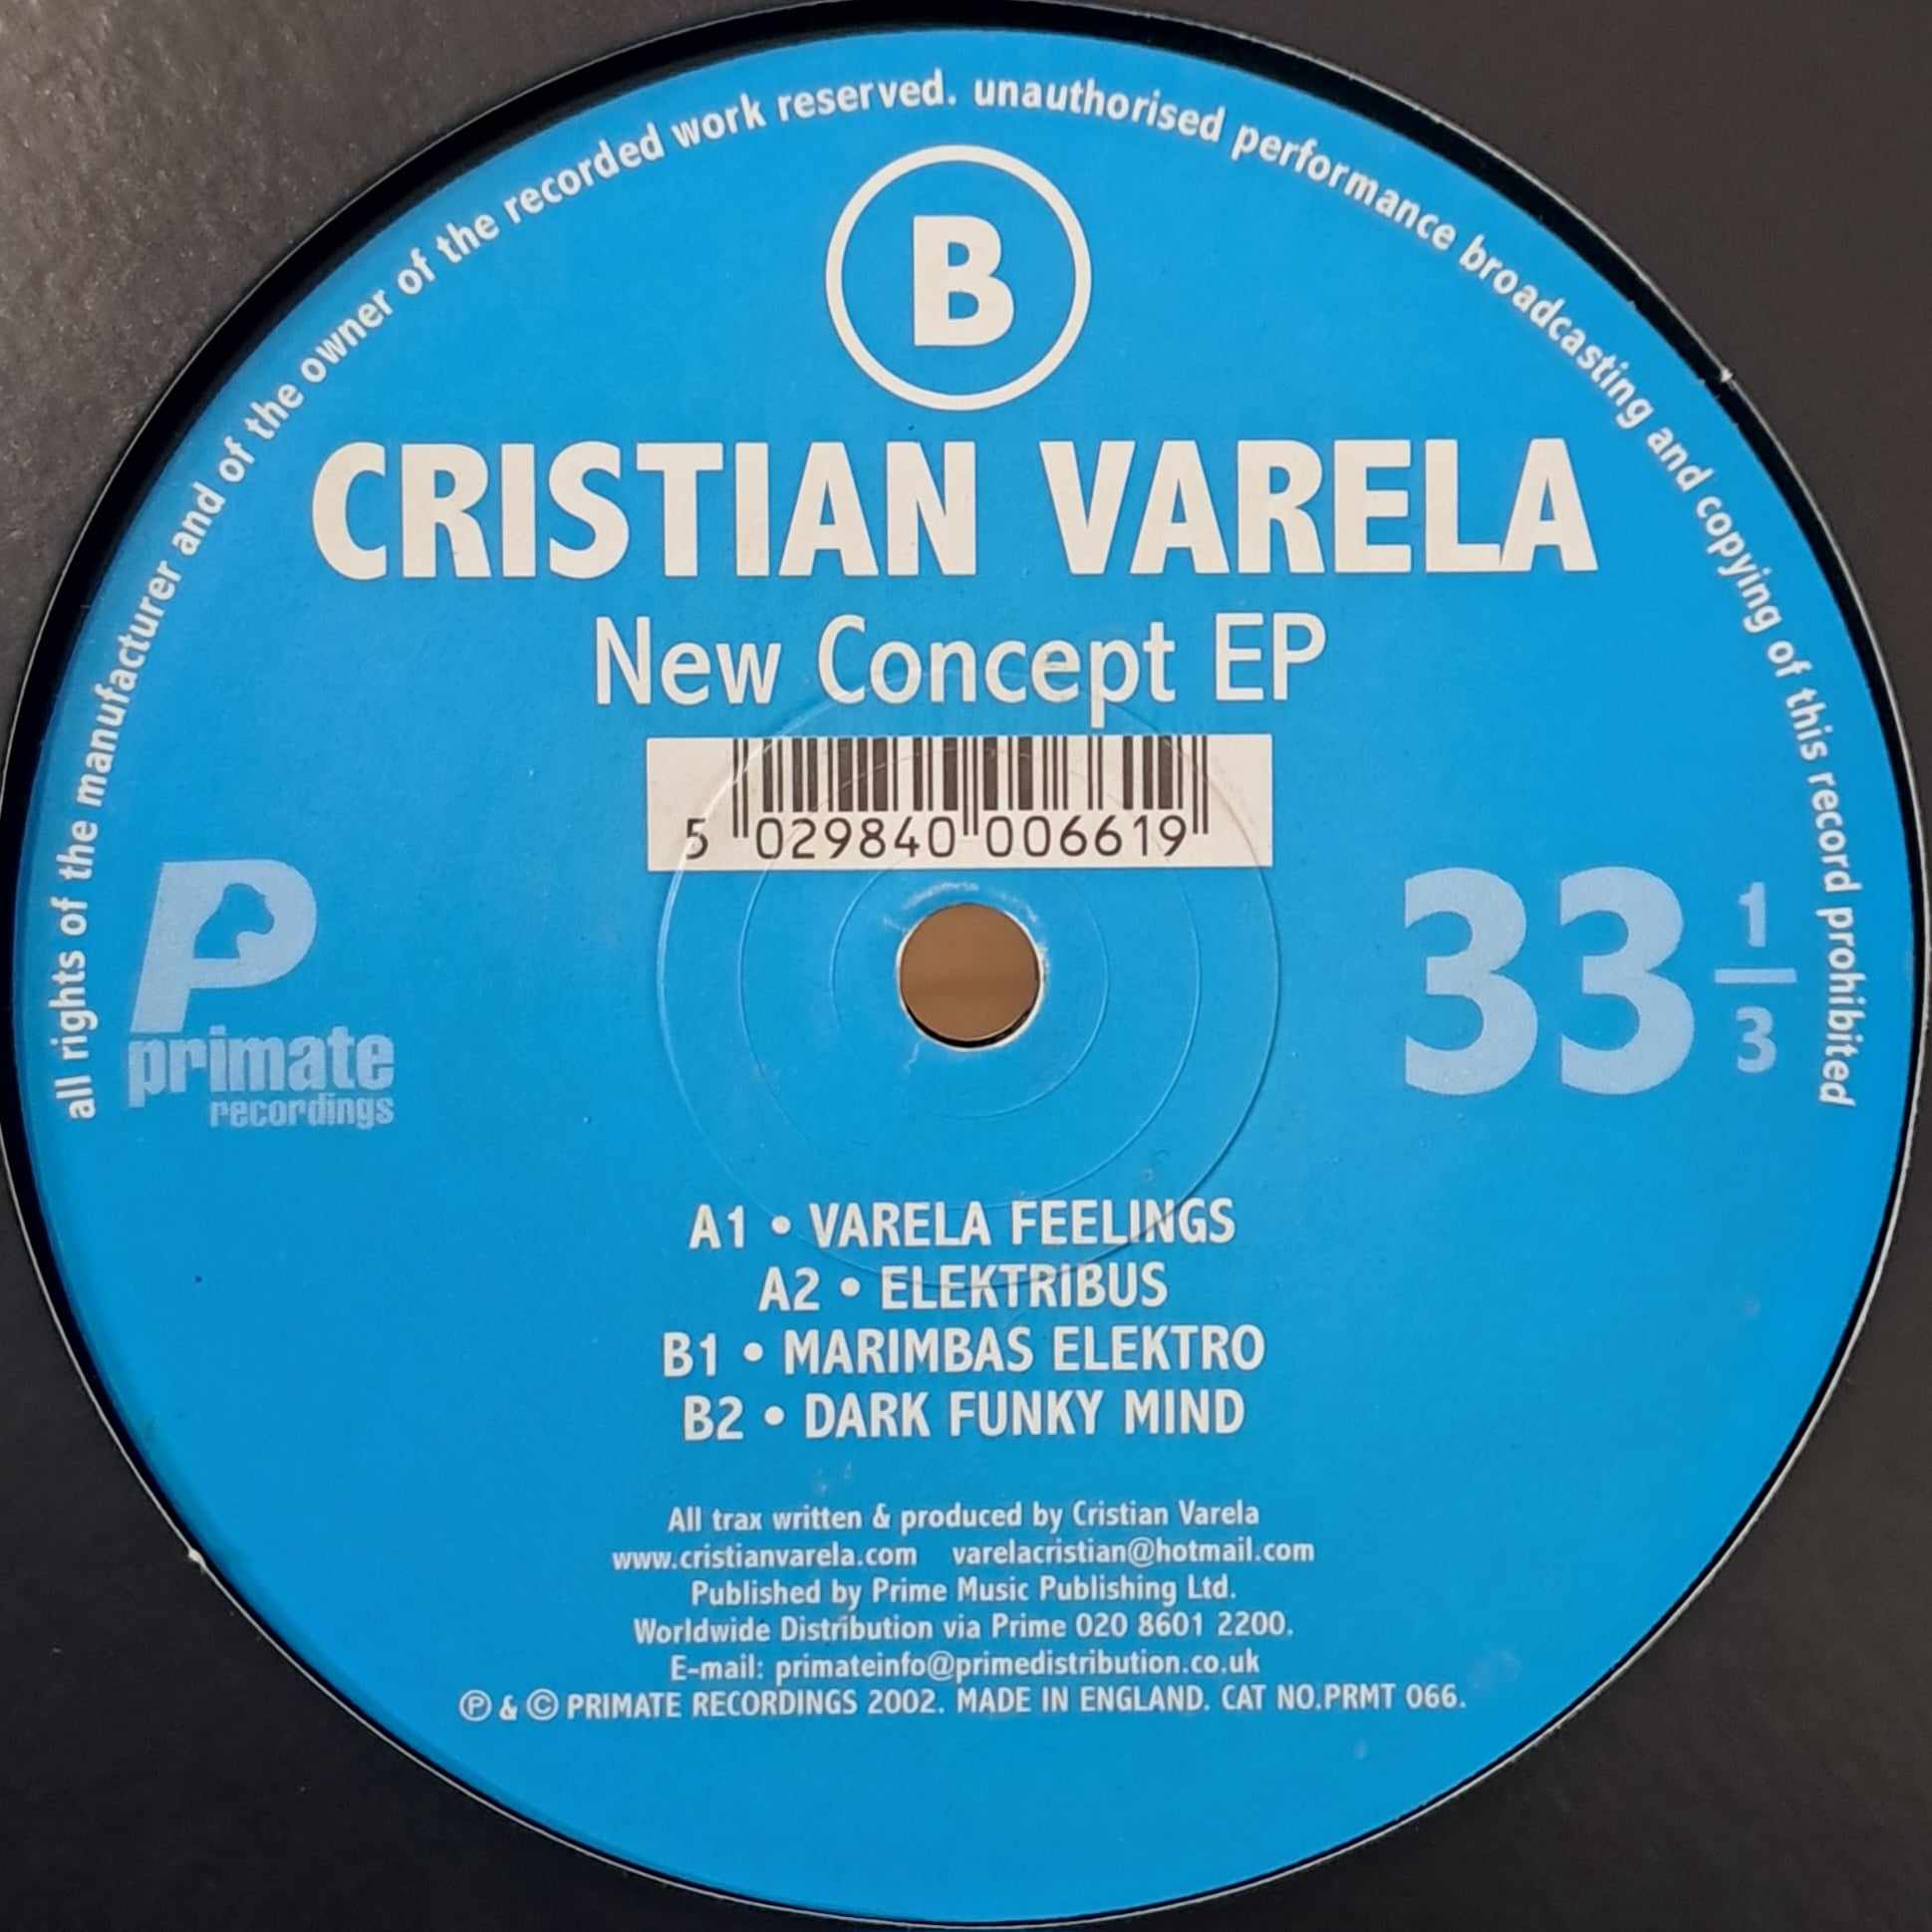 all rights of the manufacturer and of the owner of the recorded work reserved. unauthorised performance broadcasting and copying of this record prohibited
B
CRISTIAN VARELA
New Concept EP
5 029840 006619
P
primate
recordings
33 1/3
A1 • VARELA FEELINGS
A2 • ELEKTRIBUS
B1 • MARIMBAS ELEKTRO
B2 • DARK FUNKY MIND
All trax written & produced by Cristian Varela
www.cristianvarela.com varelacristian@hotmail.com
Published by Prime Music Publishing Ltd.
Worldwide Distribution via Prime 020 8601 2200.
E-mail: primateinfo@primedistribution.co.uk
℗ & © PRIMATE RECORDINGS 2002. MADE IN ENGLAND. CAT NO.PRMT 066.